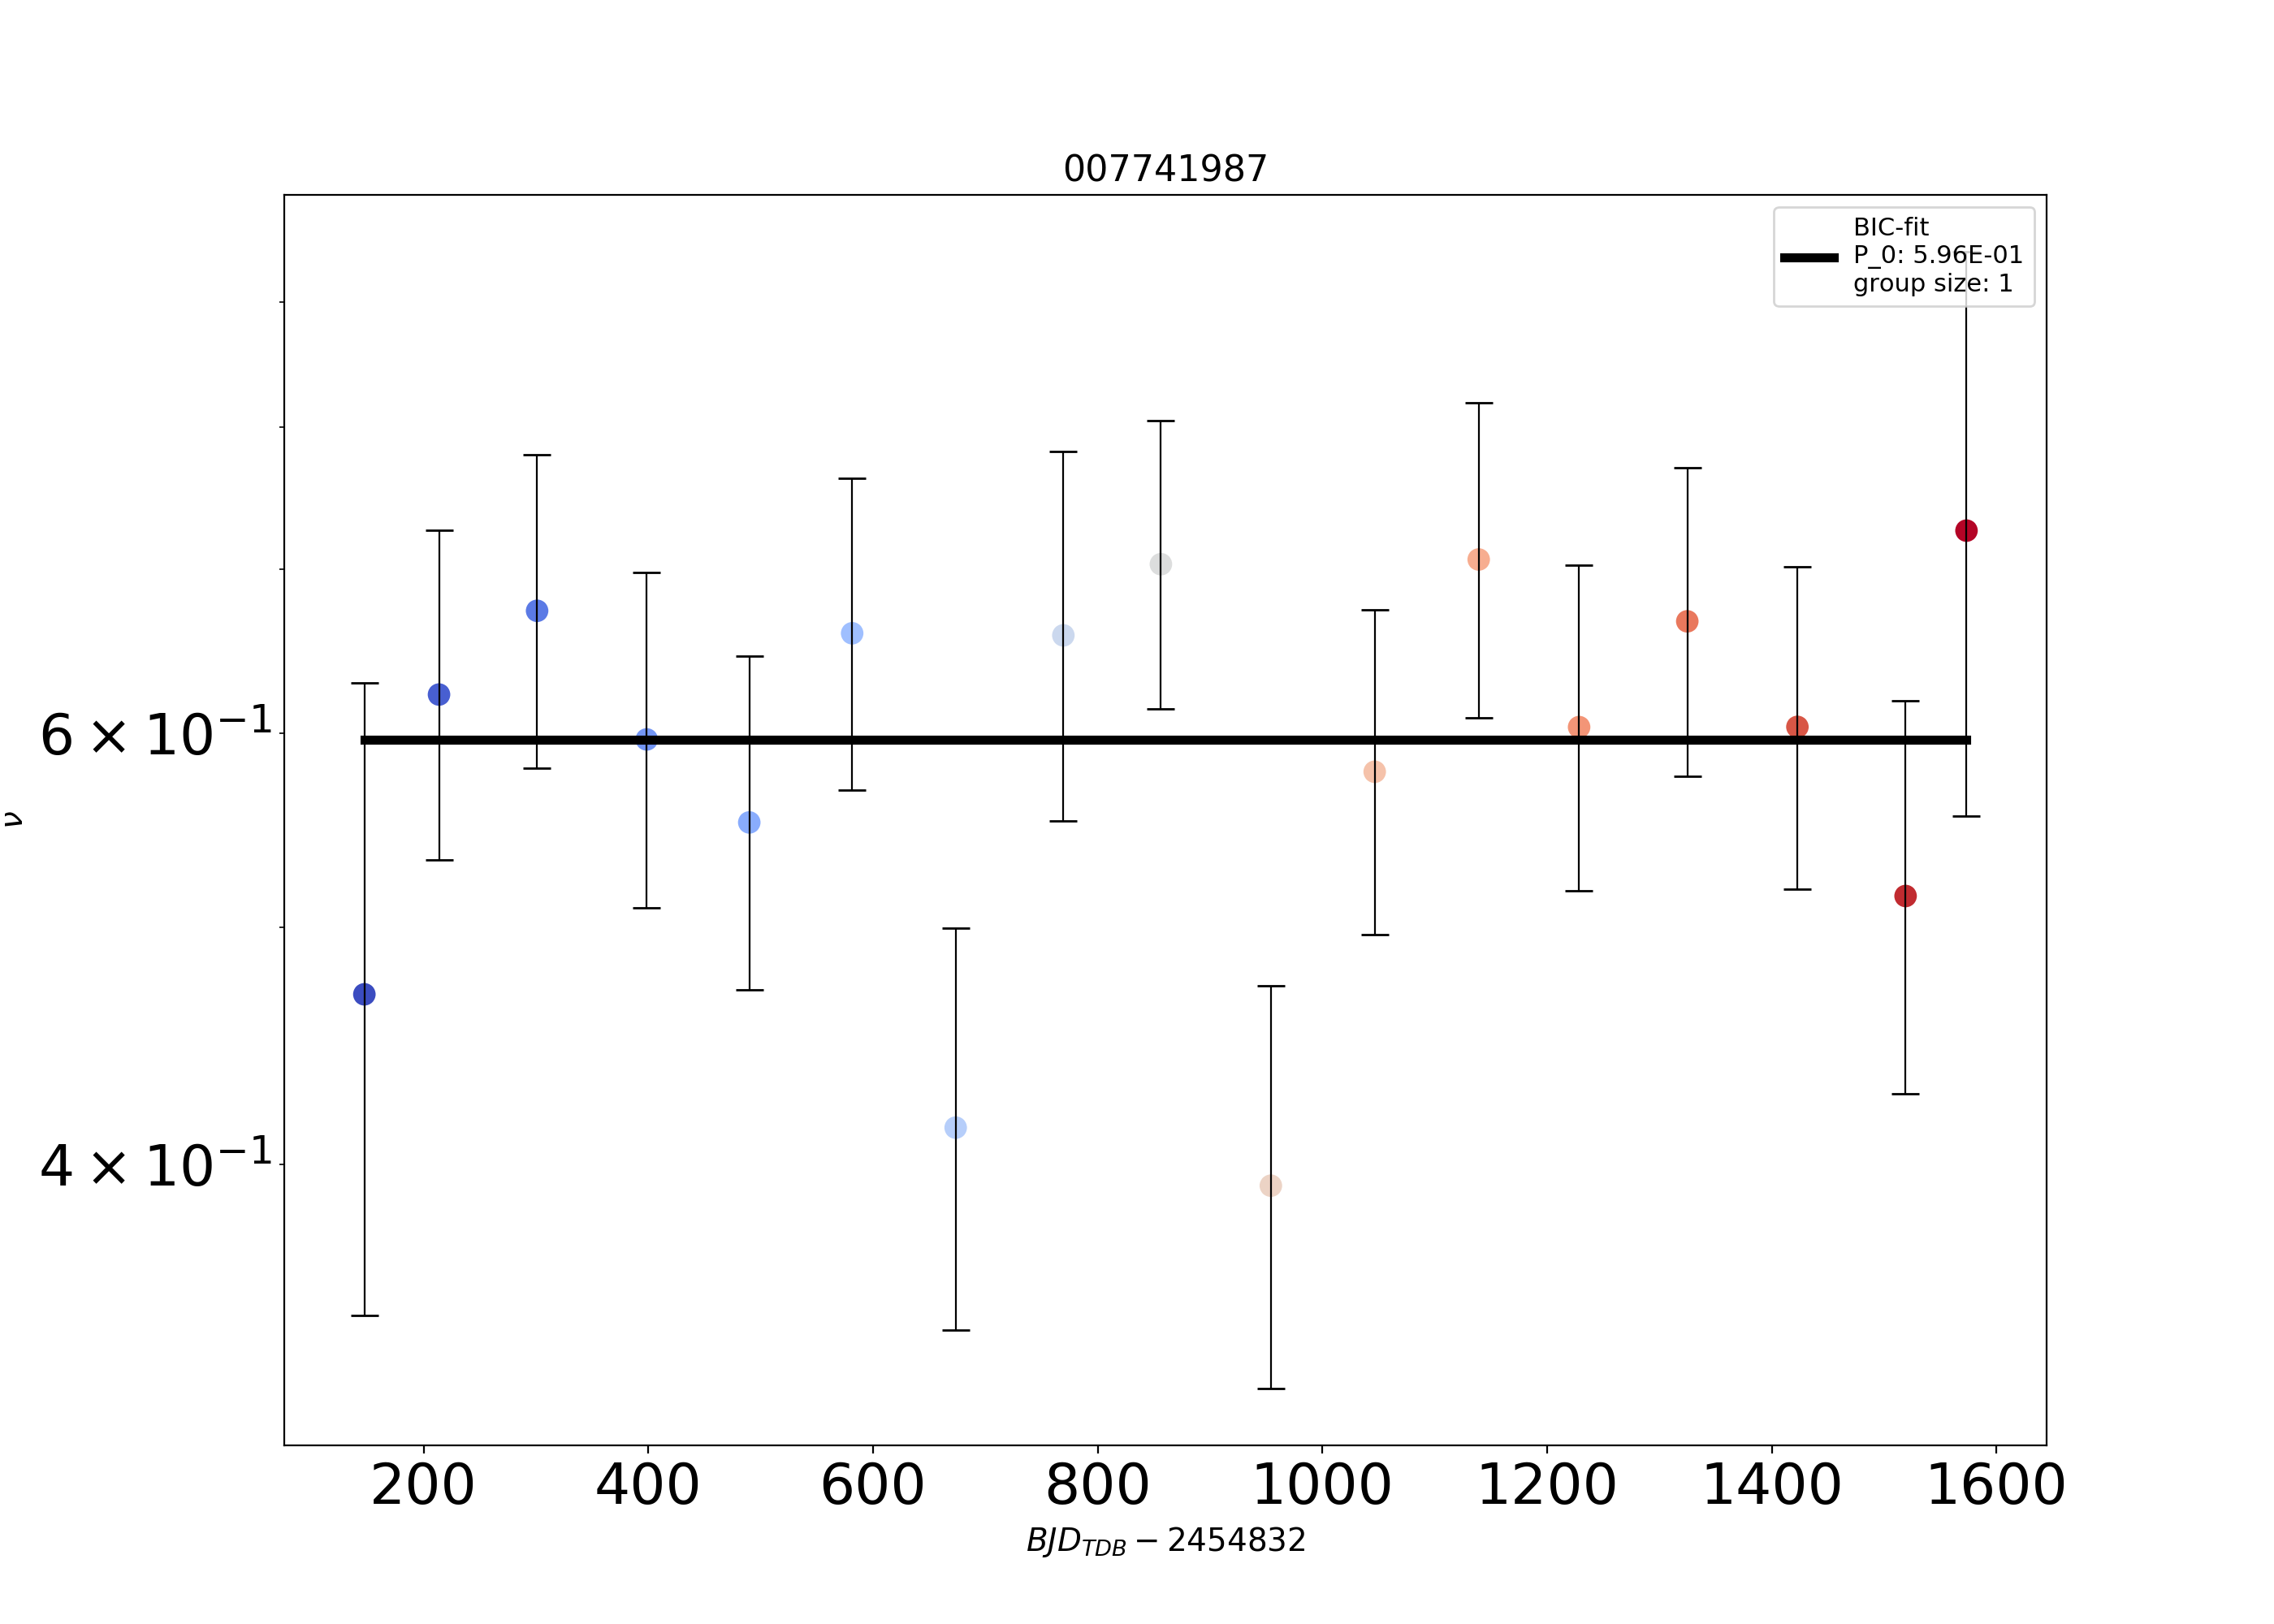 007741987
BIC-fit
P_0: 5.96E-01
group size: 1
6 × 10⁻¹
4 × 10⁻¹
ν
200 400 600 800 1000 1200 1400 1600
BJD_TDB − 2454832